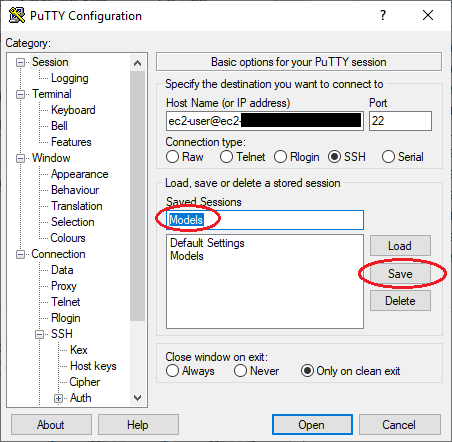 PuTTY Configuration
Category:
Session
Logging
Terminal
Keyboard
Bell
Features
Window
Appearance
Behaviour
Translation
Selection
Colours
Connection
Data
Proxy
Telnet
Rlogin
SSH
Kex
Host keys
Cipher
Auth
Basic options for your PuTTY session
Specify the destination you want to connect to
Host Name (or IP address) Port
ec2-user@ec2- 22
Connection type:
Raw Telnet Rlogin SSH Serial
Load, save or delete a stored session
Saved Sessions
Models
Default Settings
Models
Load
Save
Delete
Close window on exit:
Always Never Only on clean exit
About Help Open Cancel